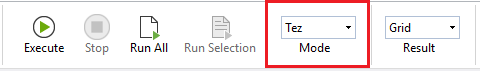 Tez Grid
Execute Stop Run All Run Selection Mode Result